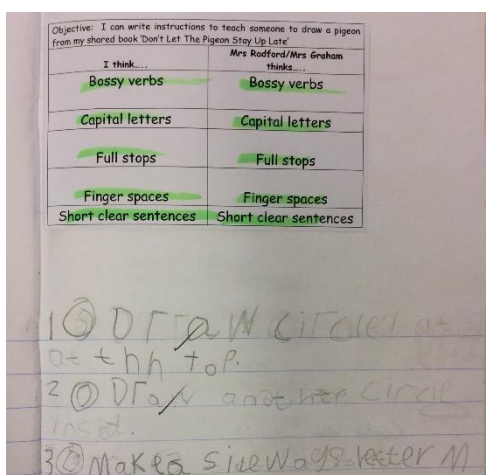 Objective: I can write instructions to teach someone to draw a pigeon
from my shared book 'Don't Let The Pigeon Stay Up Late'
I think.... Mrs Radford/Mrs Graham thinks....
Bossy verbs Bossy verbs
Capital letters Capital letters
Full stops Full stops
Finger spaces Finger spaces
Short clear sentences Short clear sentences
1 Draw circle at
at thh top.
2 Draw another circle
insed.
3 Make a sideways letter M